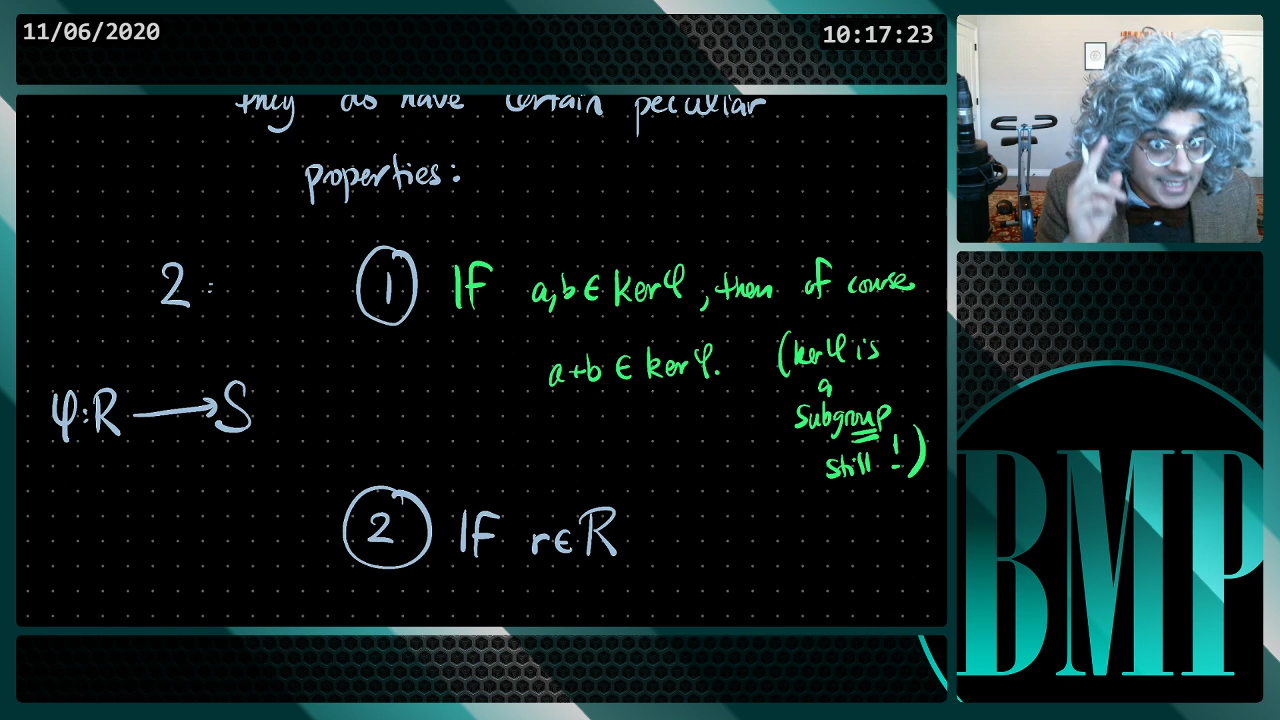 11/06/2020
10:17:23
they do have certain peculiar
properties:
2
① IF a,b ∈ ker φ, then of course
a+b ∈ ker φ. (ker φ is
a
subgroup
still!)
φ: R → S
② IF r ∈ R
BMP